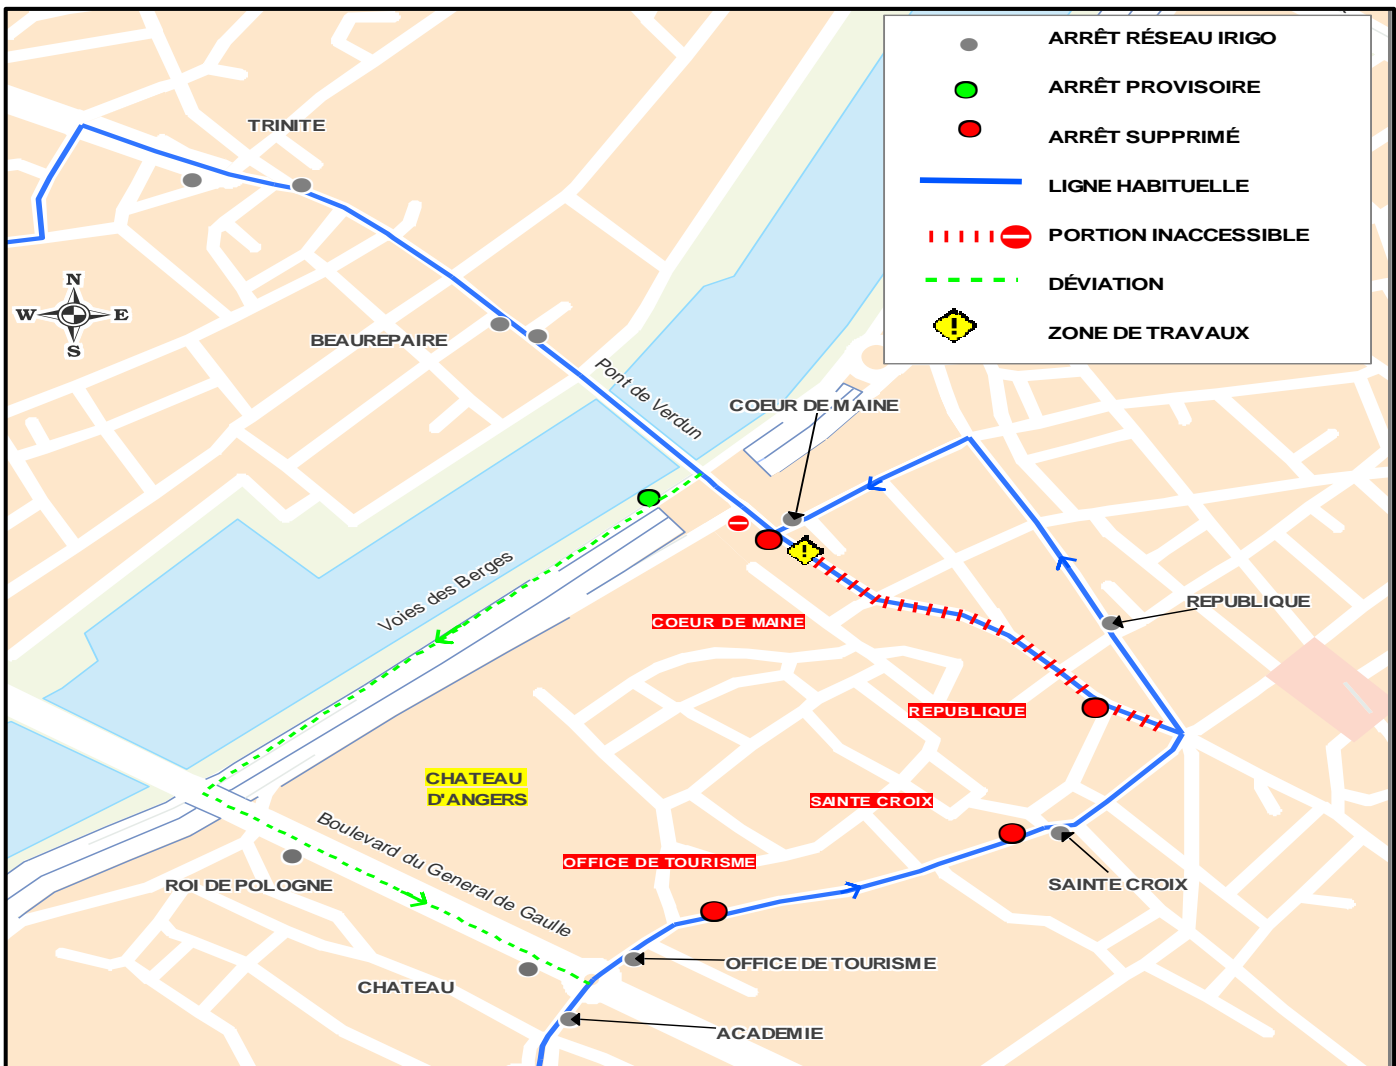 ARRÊT RÉSEAU IRIGO
ARRÊT PROVISOIRE
ARRÊT SUPPRIMÉ
LIGNE HABITUELLE
PORTION INACCESSIBLE
DÉVIATION
ZONE DE TRAVAUX
TRINITE
N
W E
S
BEAUREPAIRE
Pont de Verdun
COEUR DE MAINE
Voies des Berges
REPUBLIQUE
COEUR DE MAINE
REPUBLIQUE
CHATEAU
D'ANGERS
SAINTE CROIX
Boulevard du General de Gaulle
OFFICE DE TOURISME
ROI DE POLOGNE
SAINTE CROIX
OFFICE DE TOURISME
CHATEAU
ACADEMIE